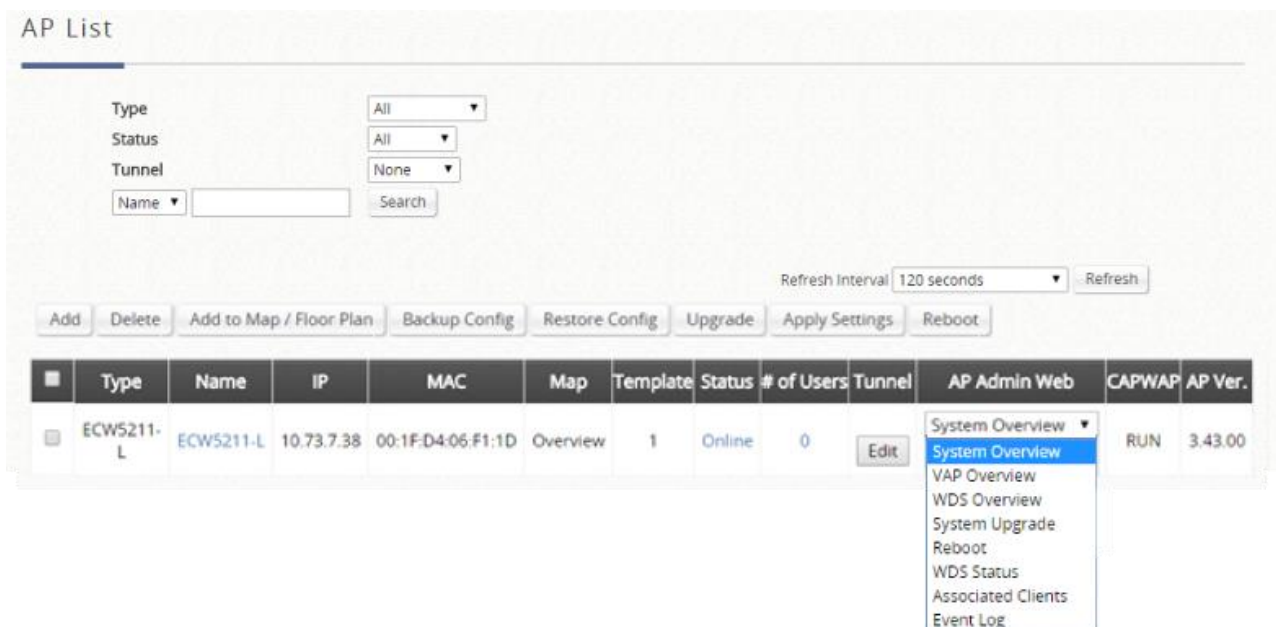 AP List
Type All
Status All
Tunnel None
Name Search
Refresh Interval 120 seconds Refresh
Add Delete Add to Map / Floor Plan Backup Config Restore Config Upgrade Apply Settings Reboot
Type Name IP MAC Map Template Status # of Users Tunnel AP Admin Web CAPWAP AP Ver.
ECW5211-L ECW5211-L 10.73.7.38 00:1F:D4:06:F1:1D Overview 1 Online 0 Edit System Overview RUN 3.43.00
System Overview
VAP Overview
WDS Overview
System Upgrade
Reboot
WDS Status
Associated Clients
Event Log